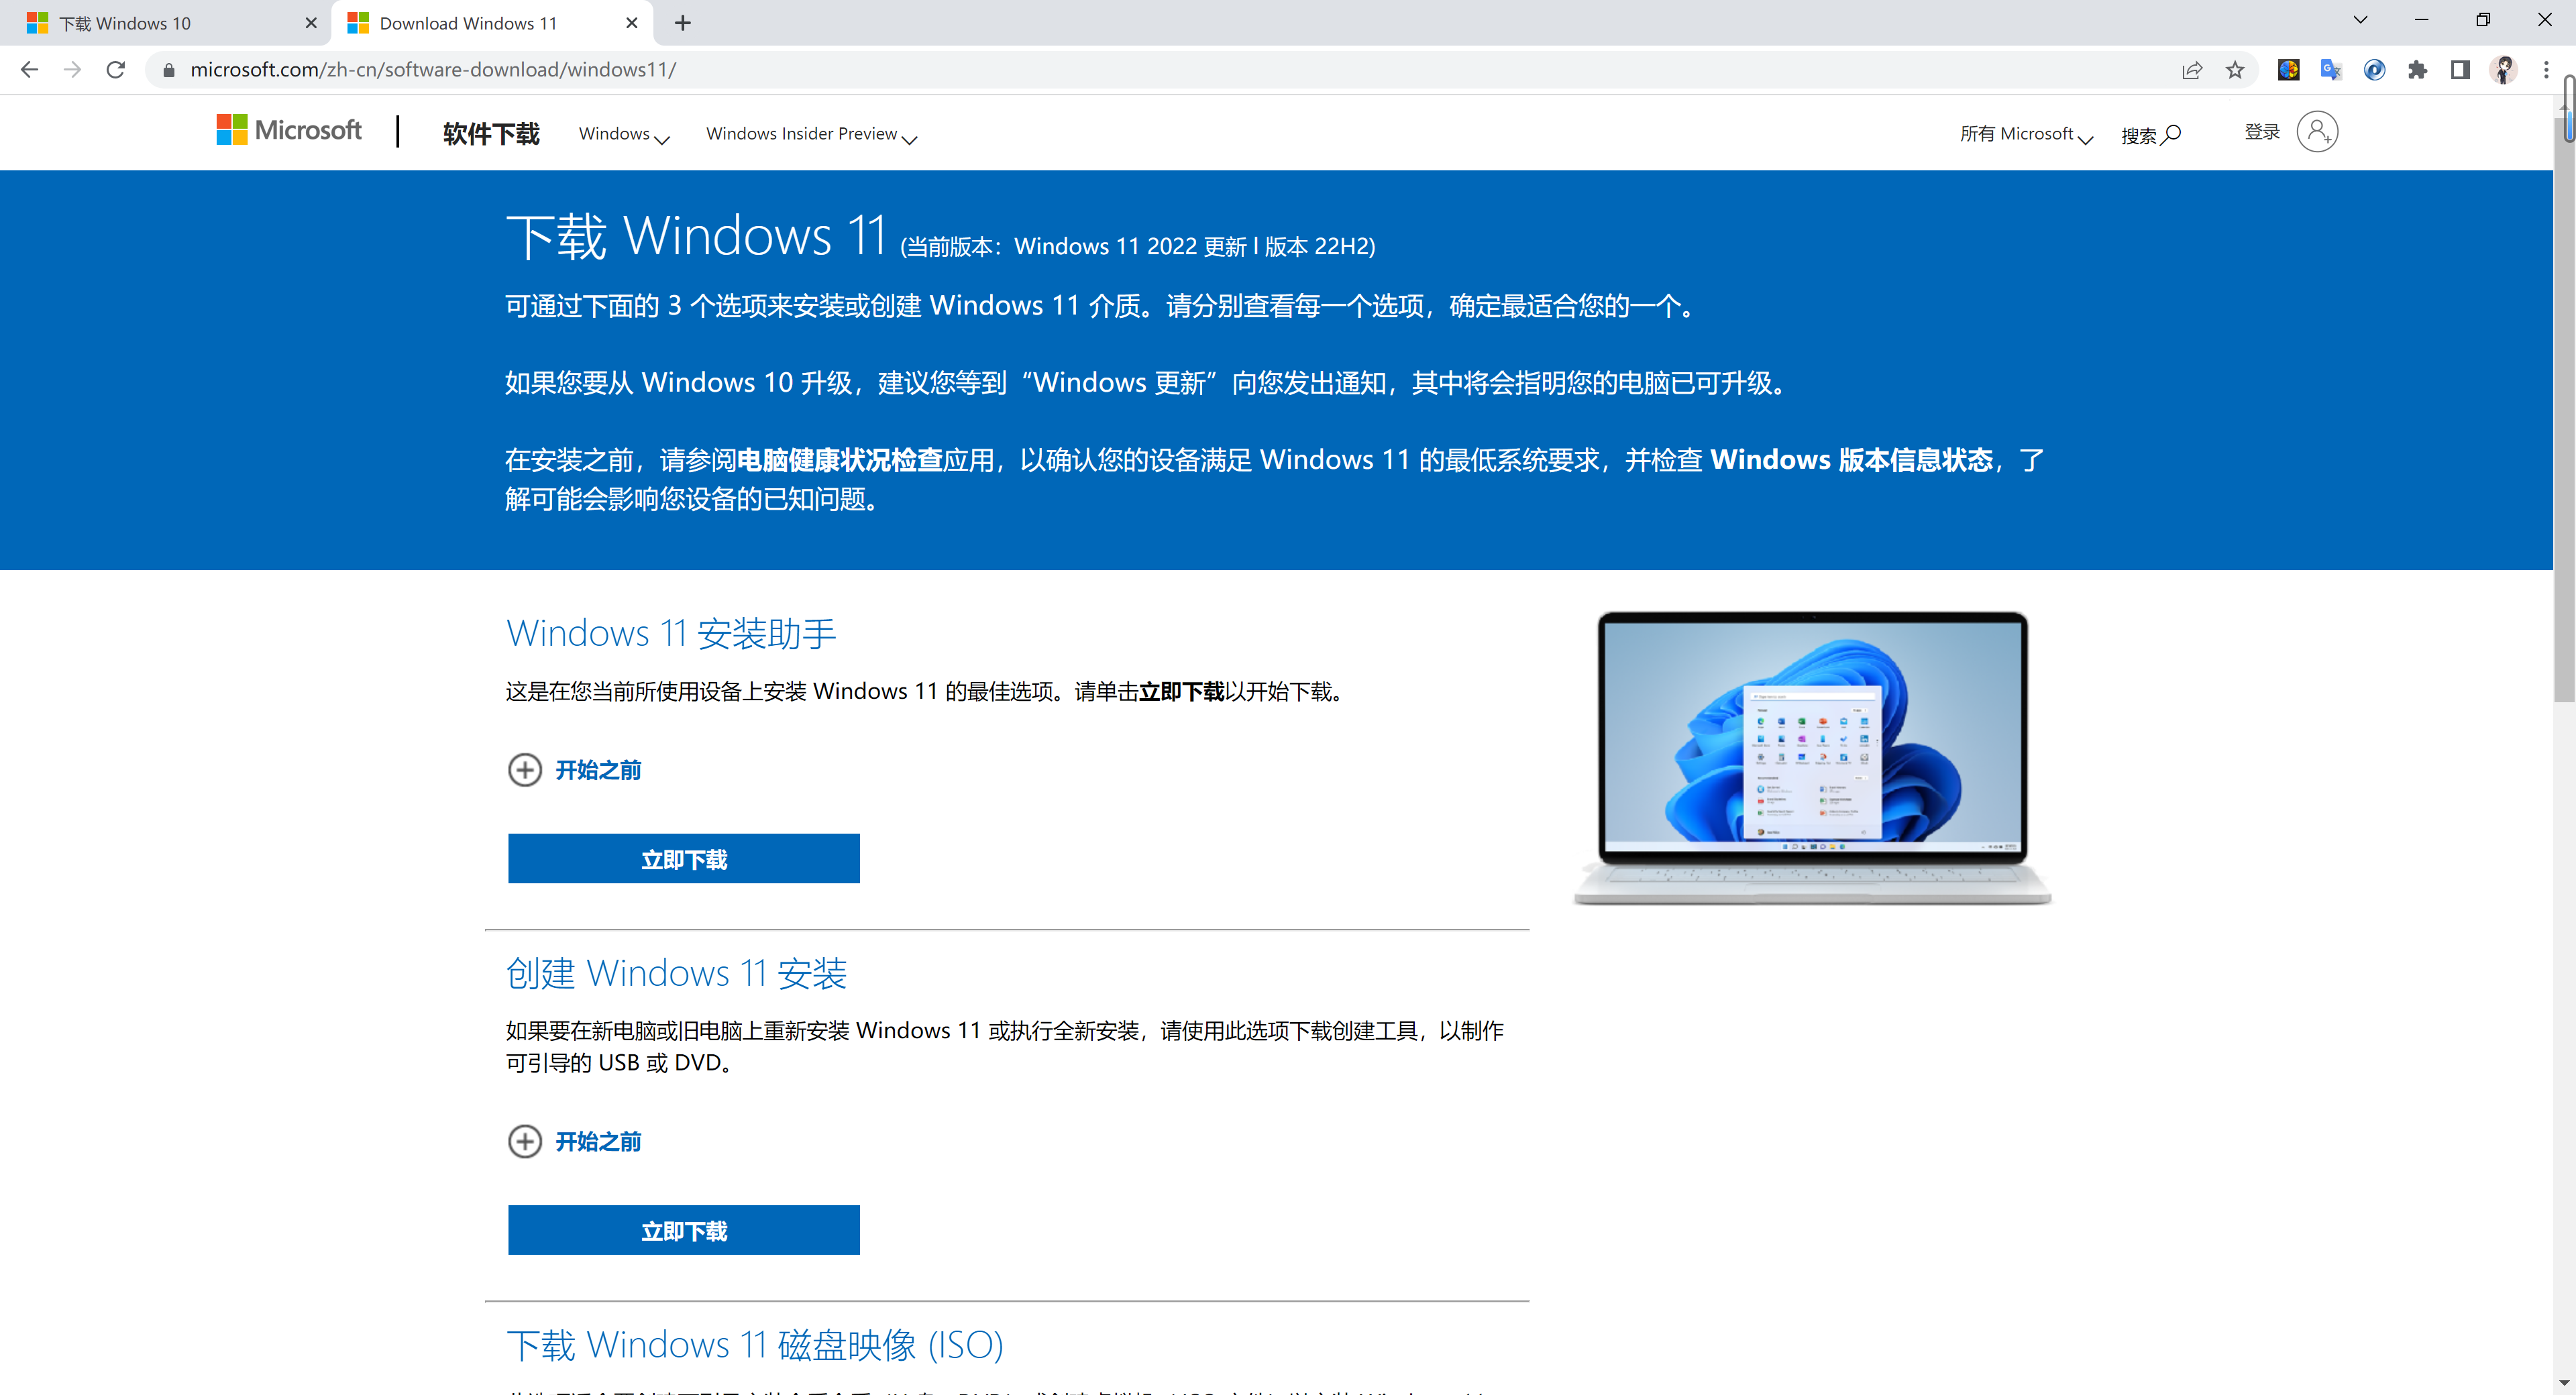 下载 Windows 10
Download Windows 11
microsoft.com/zh-cn/software-download/windows11/
Microsoft
软件下载
Windows
Windows Insider Preview
所有 Microsoft
搜索
登录
下载 Windows 11 (当前版本：Windows 11 2022 更新 l 版本 22H2)
可通过下面的 3 个选项来安装或创建 Windows 11 介质。请分别查看每一个选项，确定最适合您的一个。
如果您要从 Windows 10 升级，建议您等到“Windows 更新”向您发出通知，其中将会指明您的电脑已可升级。
在安装之前，请参阅电脑健康状况检查应用，以确认您的设备满足 Windows 11 的最低系统要求，并检查 Windows 版本信息状态，了
解可能会影响您设备的已知问题。
Windows 11 安装助手
这是在您当前所使用设备上安装 Windows 11 的最佳选项。请单击立即下载以开始下载。
开始之前
立即下载
创建 Windows 11 安装
如果要在新电脑或旧电脑上重新安装 Windows 11 或执行全新安装，请使用此选项下载创建工具，以制作
可引导的 USB 或 DVD。
开始之前
立即下载
下载 Windows 11 磁盘映像 (ISO)